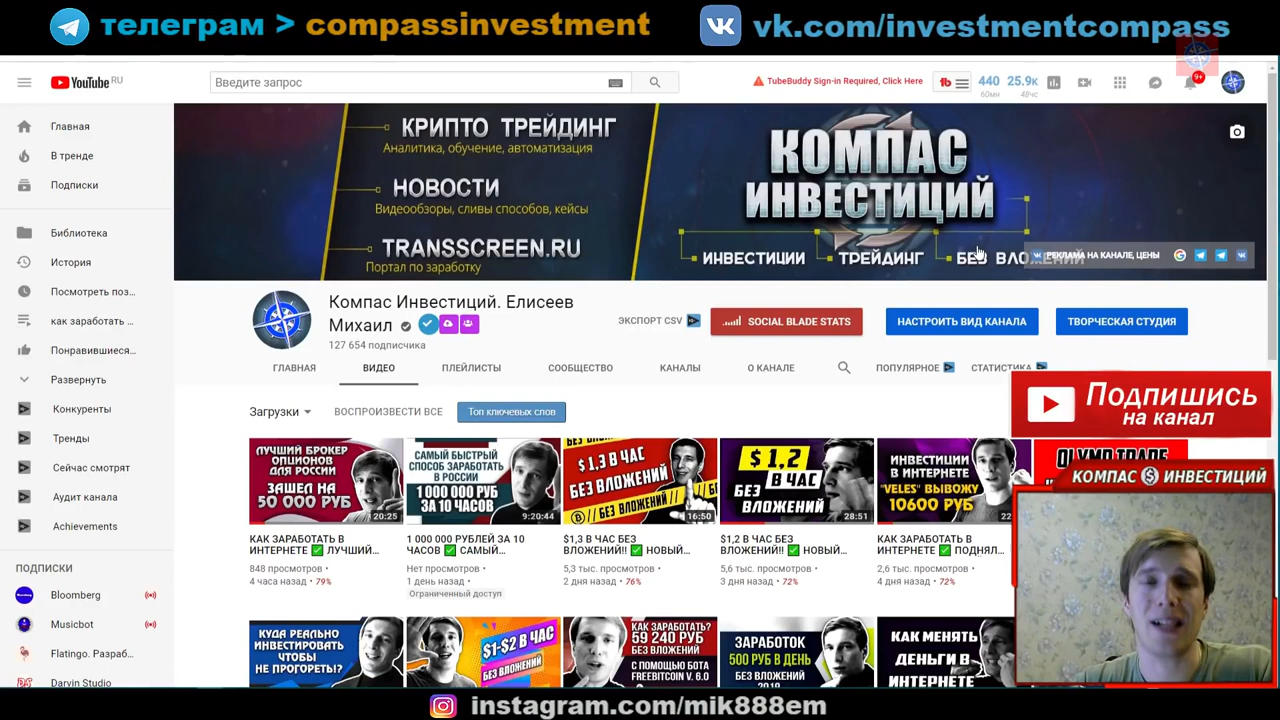 телеграм > compassinvestment
vk.com/investmentcompass
YouTube RU
Введите запрос
TubeBuddy Sign-in Required, Click Here
440
60мн
25.9к
48чс
9+
Главная
В тренде
Подписки
Библиотека
История
Посмотреть поз...
как заработать ...
Понравившиеся...
Развернуть
Конкуренты
Тренды
Сейчас смотрят
Аудит канала
Achievements
ПОДПИСКИ
Bloomberg
Musicbot
Flatingo. Разраб...
Darvin Studio
КРИПТО ТРЕЙДИНГ
Аналитика, обучение, автоматизация
НОВОСТИ
Видеообзоры, сливы способов, кейсы
TRANSSCREEN.RU
Портал по заработку
КОМПАС
ИНВЕСТИЦИЙ
ИНВЕСТИЦИИ
ТРЕЙДИНГ
БЕЗ
РЕКЛАМА НА КАНАЛЕ, ЦЕНЫ
Компас Инвестиций. Елисеев
Михаил
127 654 подписчика
ЭКСПОРТ CSV
SOCIAL BLADE STATS
НАСТРОИТЬ ВИД КАНАЛА
ТВОРЧЕСКАЯ СТУДИЯ
ГЛАВНАЯ
ВИДЕО
ПЛЕЙЛИСТЫ
СООБЩЕСТВО
КАНАЛЫ
О КАНАЛЕ
ПОПУЛЯРНОЕ
СТАТИСТИКА
Загрузки
ВОСПРОИЗВЕСТИ ВСЕ
Топ ключевых слов
Подпишись
на канал
ЛУЧШИЙ БРОКЕР
ОПЦИОНОВ
ДЛЯ РОССИИ
ЗАШЕЛ НА
50 000 РУБ
20:25
КАК ЗАРАБОТАТЬ В
ИНТЕРНЕТЕ ✅ ЛУЧШИЙ...
848 просмотров
4 часа назад • 79%
САМЫЙ БЫСТРЫЙ
СПОСОБ ЗАРАБОТАТЬ
В РОССИИ
1 000 000 РУБ
ЗА 10 ЧАСОВ
9:20:44
1 000 000 РУБЛЕЙ ЗА 10
ЧАСОВ ✅ САМЫЙ...
Нет просмотров
1 день назад • 71%
Ограниченный доступ
$ 1,3 В ЧАС
БЕЗ ВЛОЖЕНИЙ
// БЕЗ ВЛОЖЕНИЙ //
16:50
$1,3 В ЧАС БЕЗ
ВЛОЖЕНИЙ!! ✅ НОВЫЙ...
5,3 тыс. просмотров
2 дня назад • 76%
$ 1,2
В ЧАС
БЕЗ
ВЛОЖЕНИЙ
28:51
$1,2 В ЧАС БЕЗ
ВЛОЖЕНИЙ!! ✅ НОВЫЙ...
5,6 тыс. просмотров
3 дня назад • 72%
ИНВЕСТИЦИИ
В ИНТЕРНЕТЕ
"VELES" ВЫВОЖУ
10600 РУБ
КАК ЗАРАБОТАТЬ В
ИНТЕРНЕТЕ ✅ ПОДНЯЛ...
2,6 тыс. просмотров
4 дня назад • 72%
OLYMP TRADE
КОМПАС $ ИНВЕСТИЦИЙ
КУДА РЕАЛЬНО
ИНВЕСТИРОВАТЬ
ЧТОБЫ
НЕ ПРОГОРЕТЬ!?
$1-$2 В ЧАС
БЕЗ ВЛОЖЕНИЙ
КАК ЗАРАБОТАТЬ?
59 240 РУБ
БЕЗ ВЛОЖЕНИЙ
С ПОМОЩЬЮ БОТА
FREEBITCOIN V. 6.0
ЗАРАБОТОК
500 РУБ В ДЕНЬ
БЕЗ ВЛОЖЕНИЙ
2019
КАК МЕНЯТЬ
ДЕНЬГИ В
ИНТЕРНЕТЕ
instagram.com/mik888em